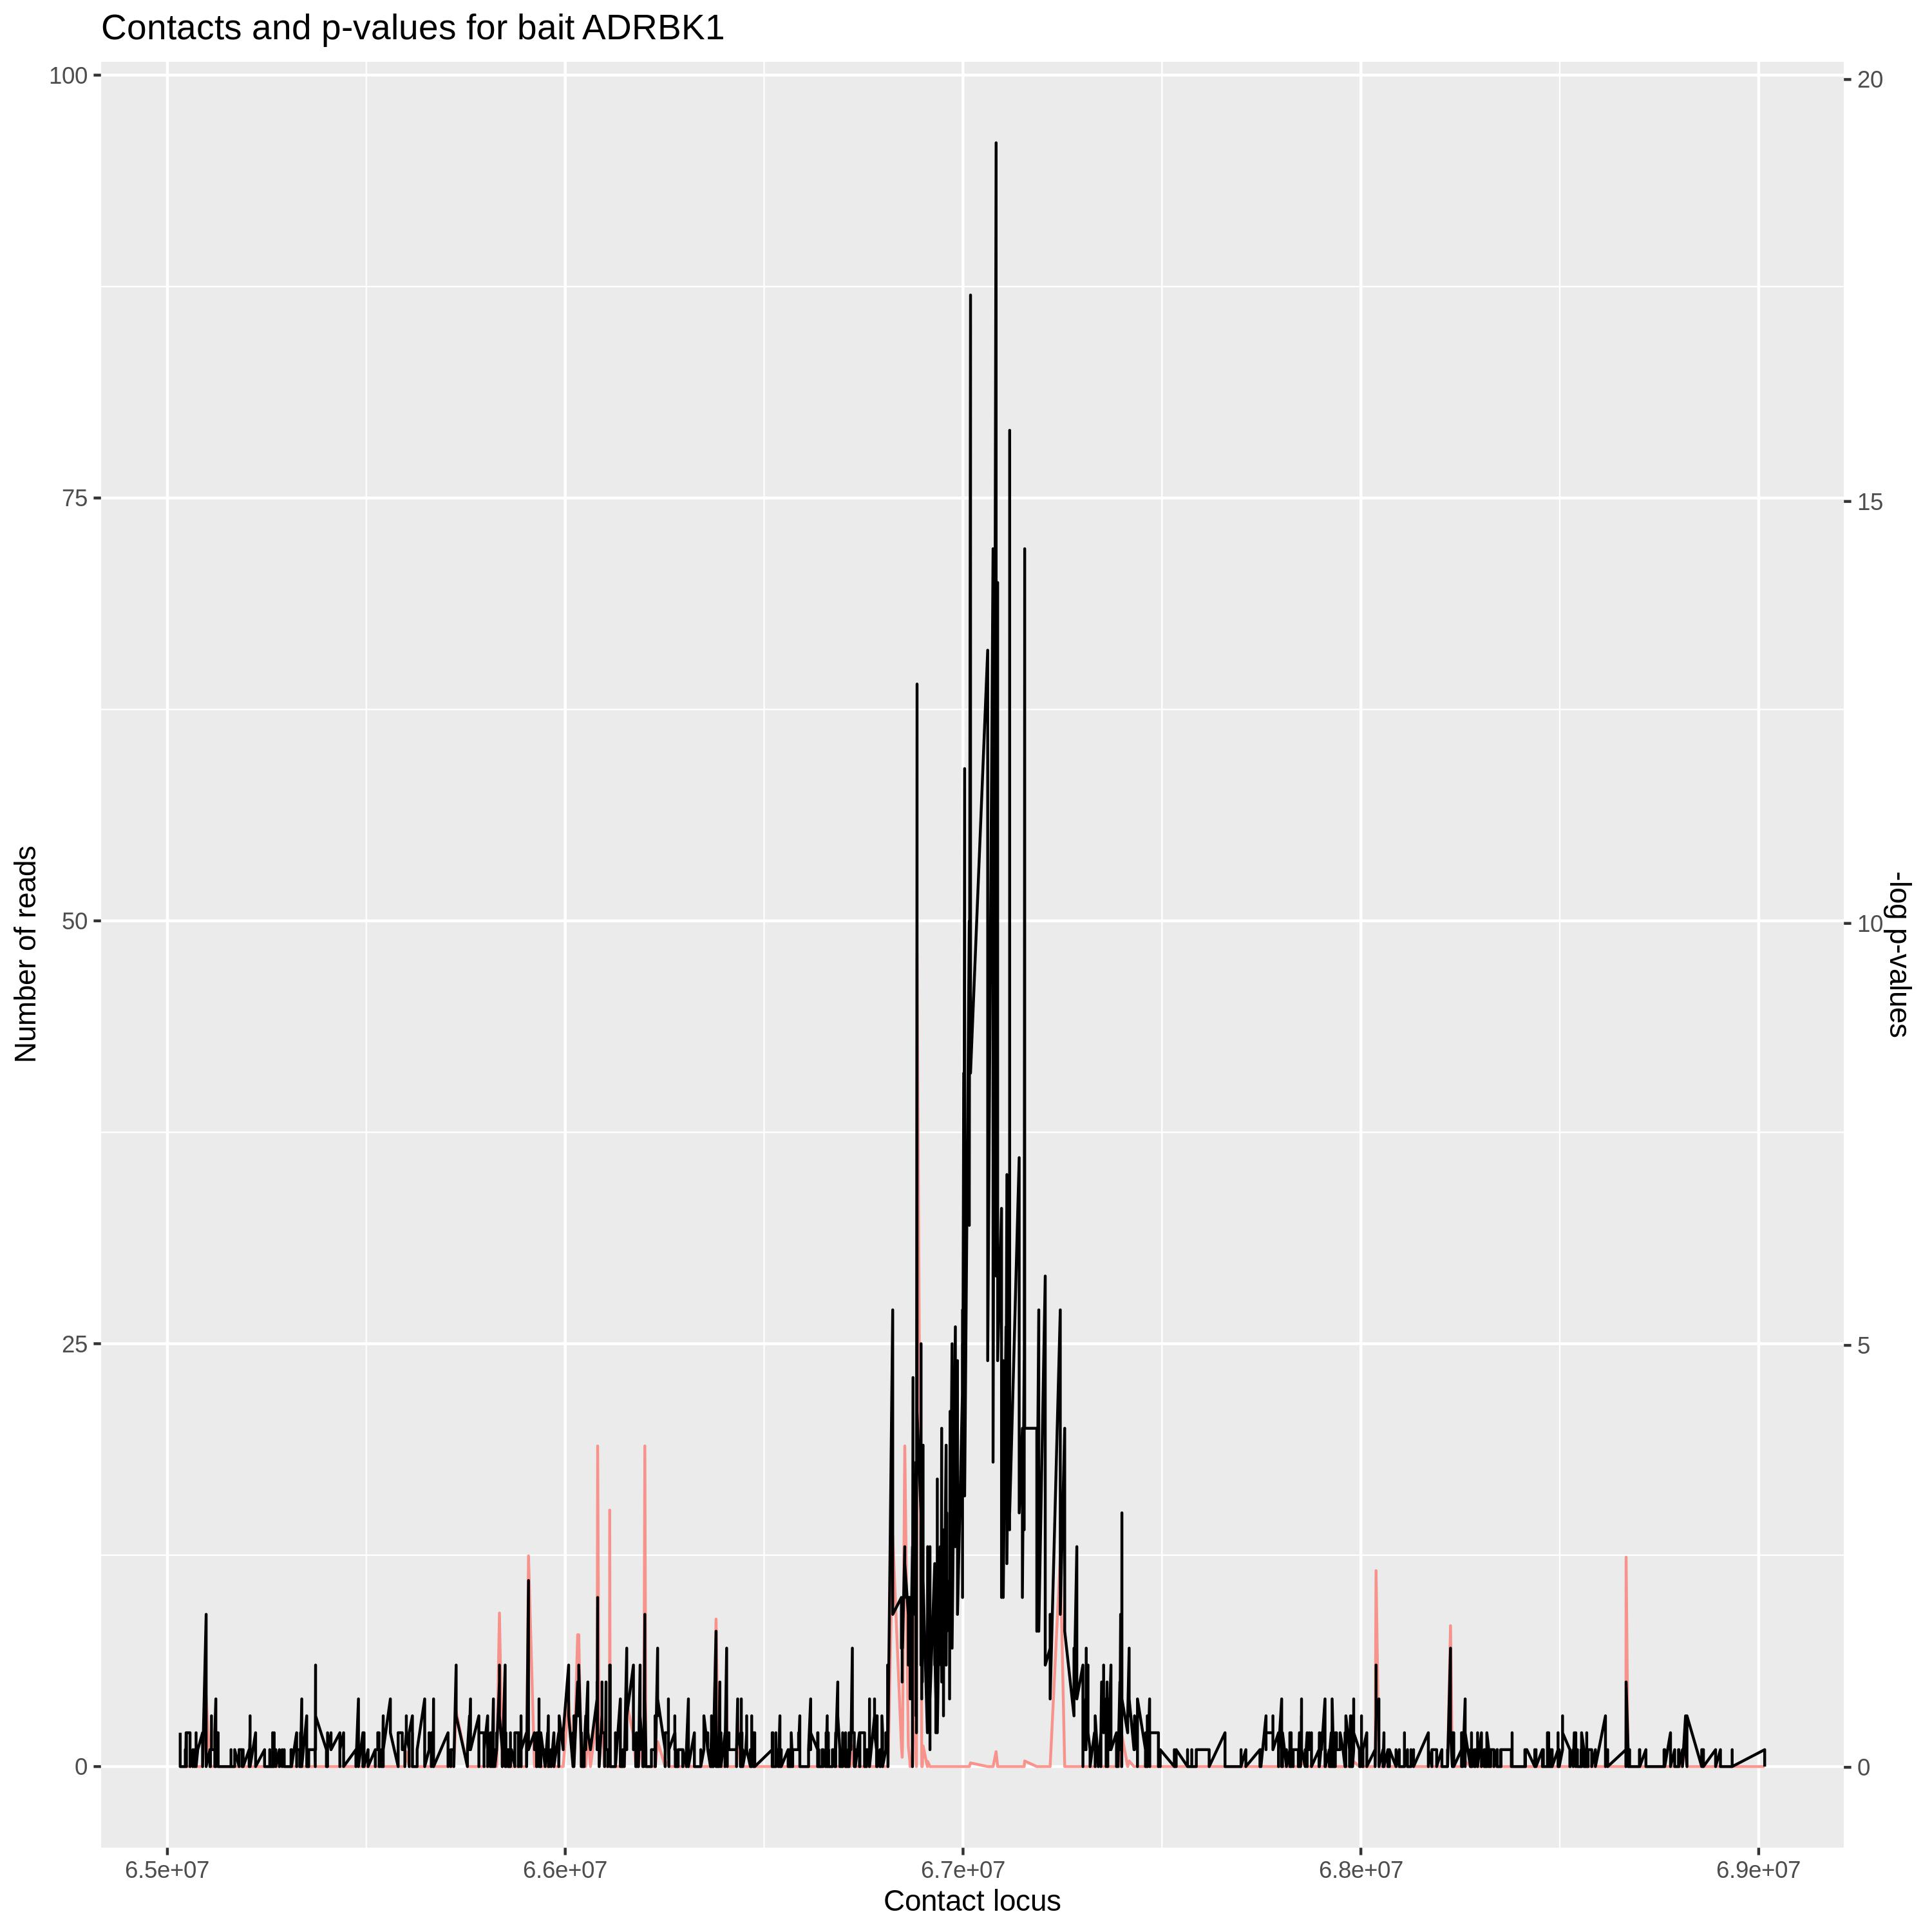 Contacts and p-values for bait ADRBK1
100
75
50
25
0
Number of reads
20
15
10
5
0
-log p-values
6.5e+07
6.6e+07
6.7e+07
6.8e+07
6.9e+07
Contact locus